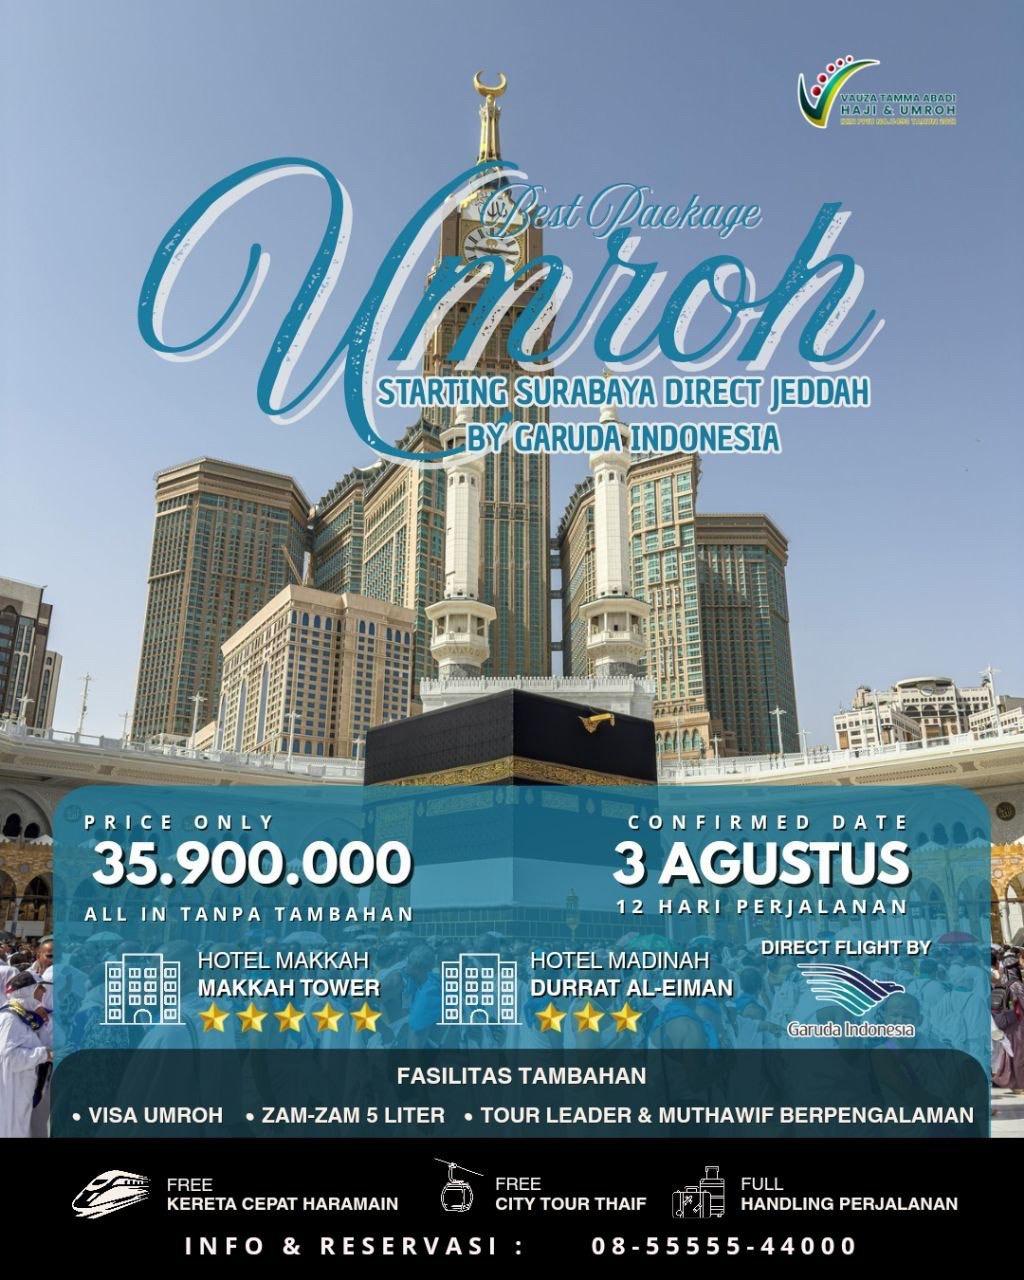 VAUZA TAMMA ABADI
HAJI & UMROH
Best Package
Umroh
STARTING SURABAYA DIRECT JEDDAH
BY GARUDA INDONESIA
PRICE ONLY
35.900.000
ALL IN TANPA TAMBAHAN
CONFIRMED DATE
3 AGUSTUS
12 HARI PERJALANAN
HOTEL MAKKAH
MAKKAH TOWER
HOTEL MADINAH
DURRAT AL-EIMAN
DIRECT FLIGHT BY
Garuda Indonesia
FASILITAS TAMBAHAN
• VISA UMROH • ZAM-ZAM 5 LITER • TOUR LEADER & MUTHAWIF BERPENGALAMAN
FREE
KERETA CEPAT HARAMAIN
FREE
CITY TOUR THAIF
FULL
HANDLING PERJALANAN
INFO & RESERVASI : 08-55555-44000